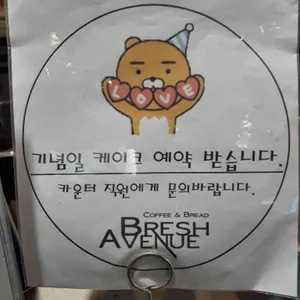 LOVE
기념일 케이크 예약 받습니다.
카운터 직원에게 문의바랍니다.
COFFEE & BREAD
BRESH
AVENUE